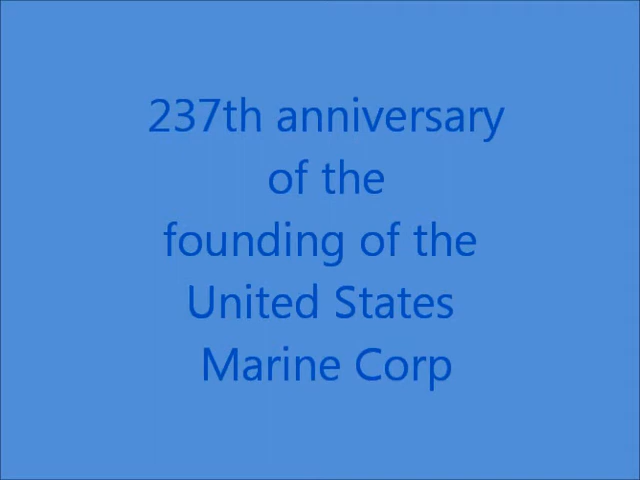 237th anniversary
of the
founding of the
United States
Marine Corp